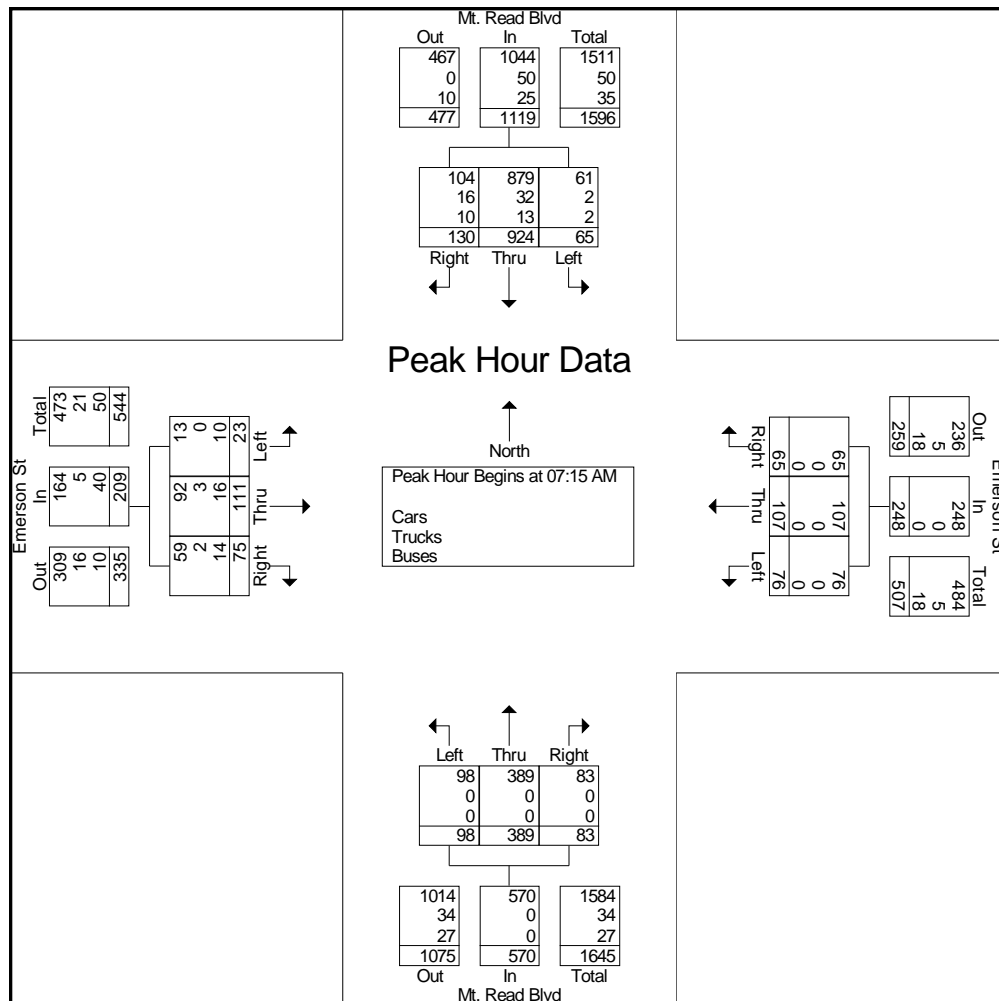 Mt. Read Blvd
Out In Total
467 1044 1511
0 50 50
10 25 35
477 1119 1596
104 879 61
16 32 2
10 13 2
130 924 65
Right Thru Left
Peak Hour Data
North
Peak Hour Begins at 07:15 AM
Cars
Trucks
Buses
Emerson St
Out In Total
309 164 473
16 5 21
10 40 50
335 209 544
59 92 13
2 3 0
14 16 10
75 111 23
Right Thru Left
Emerson St
Out In Total
236 248 484
5 0 5
18 0 18
259 248 507
65 107 76
0 0 0
0 0 0
65 107 76
Right Thru Left
Left Thru Right
98 389 83
0 0 0
0 0 0
98 389 83
1014 570 1584
34 0 34
27 0 27
1075 570 1645
Out In Total
Mt. Read Blvd